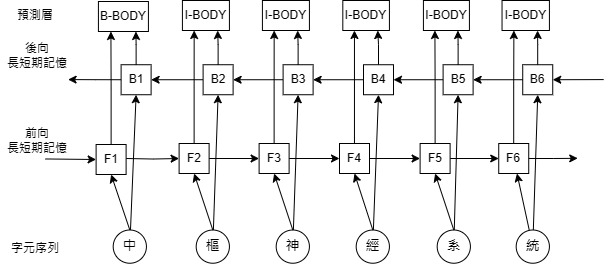 預測層 B-BODY I-BODY I-BODY I-BODY I-BODY I-BODY
後向
長短期記憶 B1 B2 B3 B4 B5 B6
前向
長短期記憶 F1 F2 F3 F4 F5 F6
字元序列 中 樞 神 經 系 統